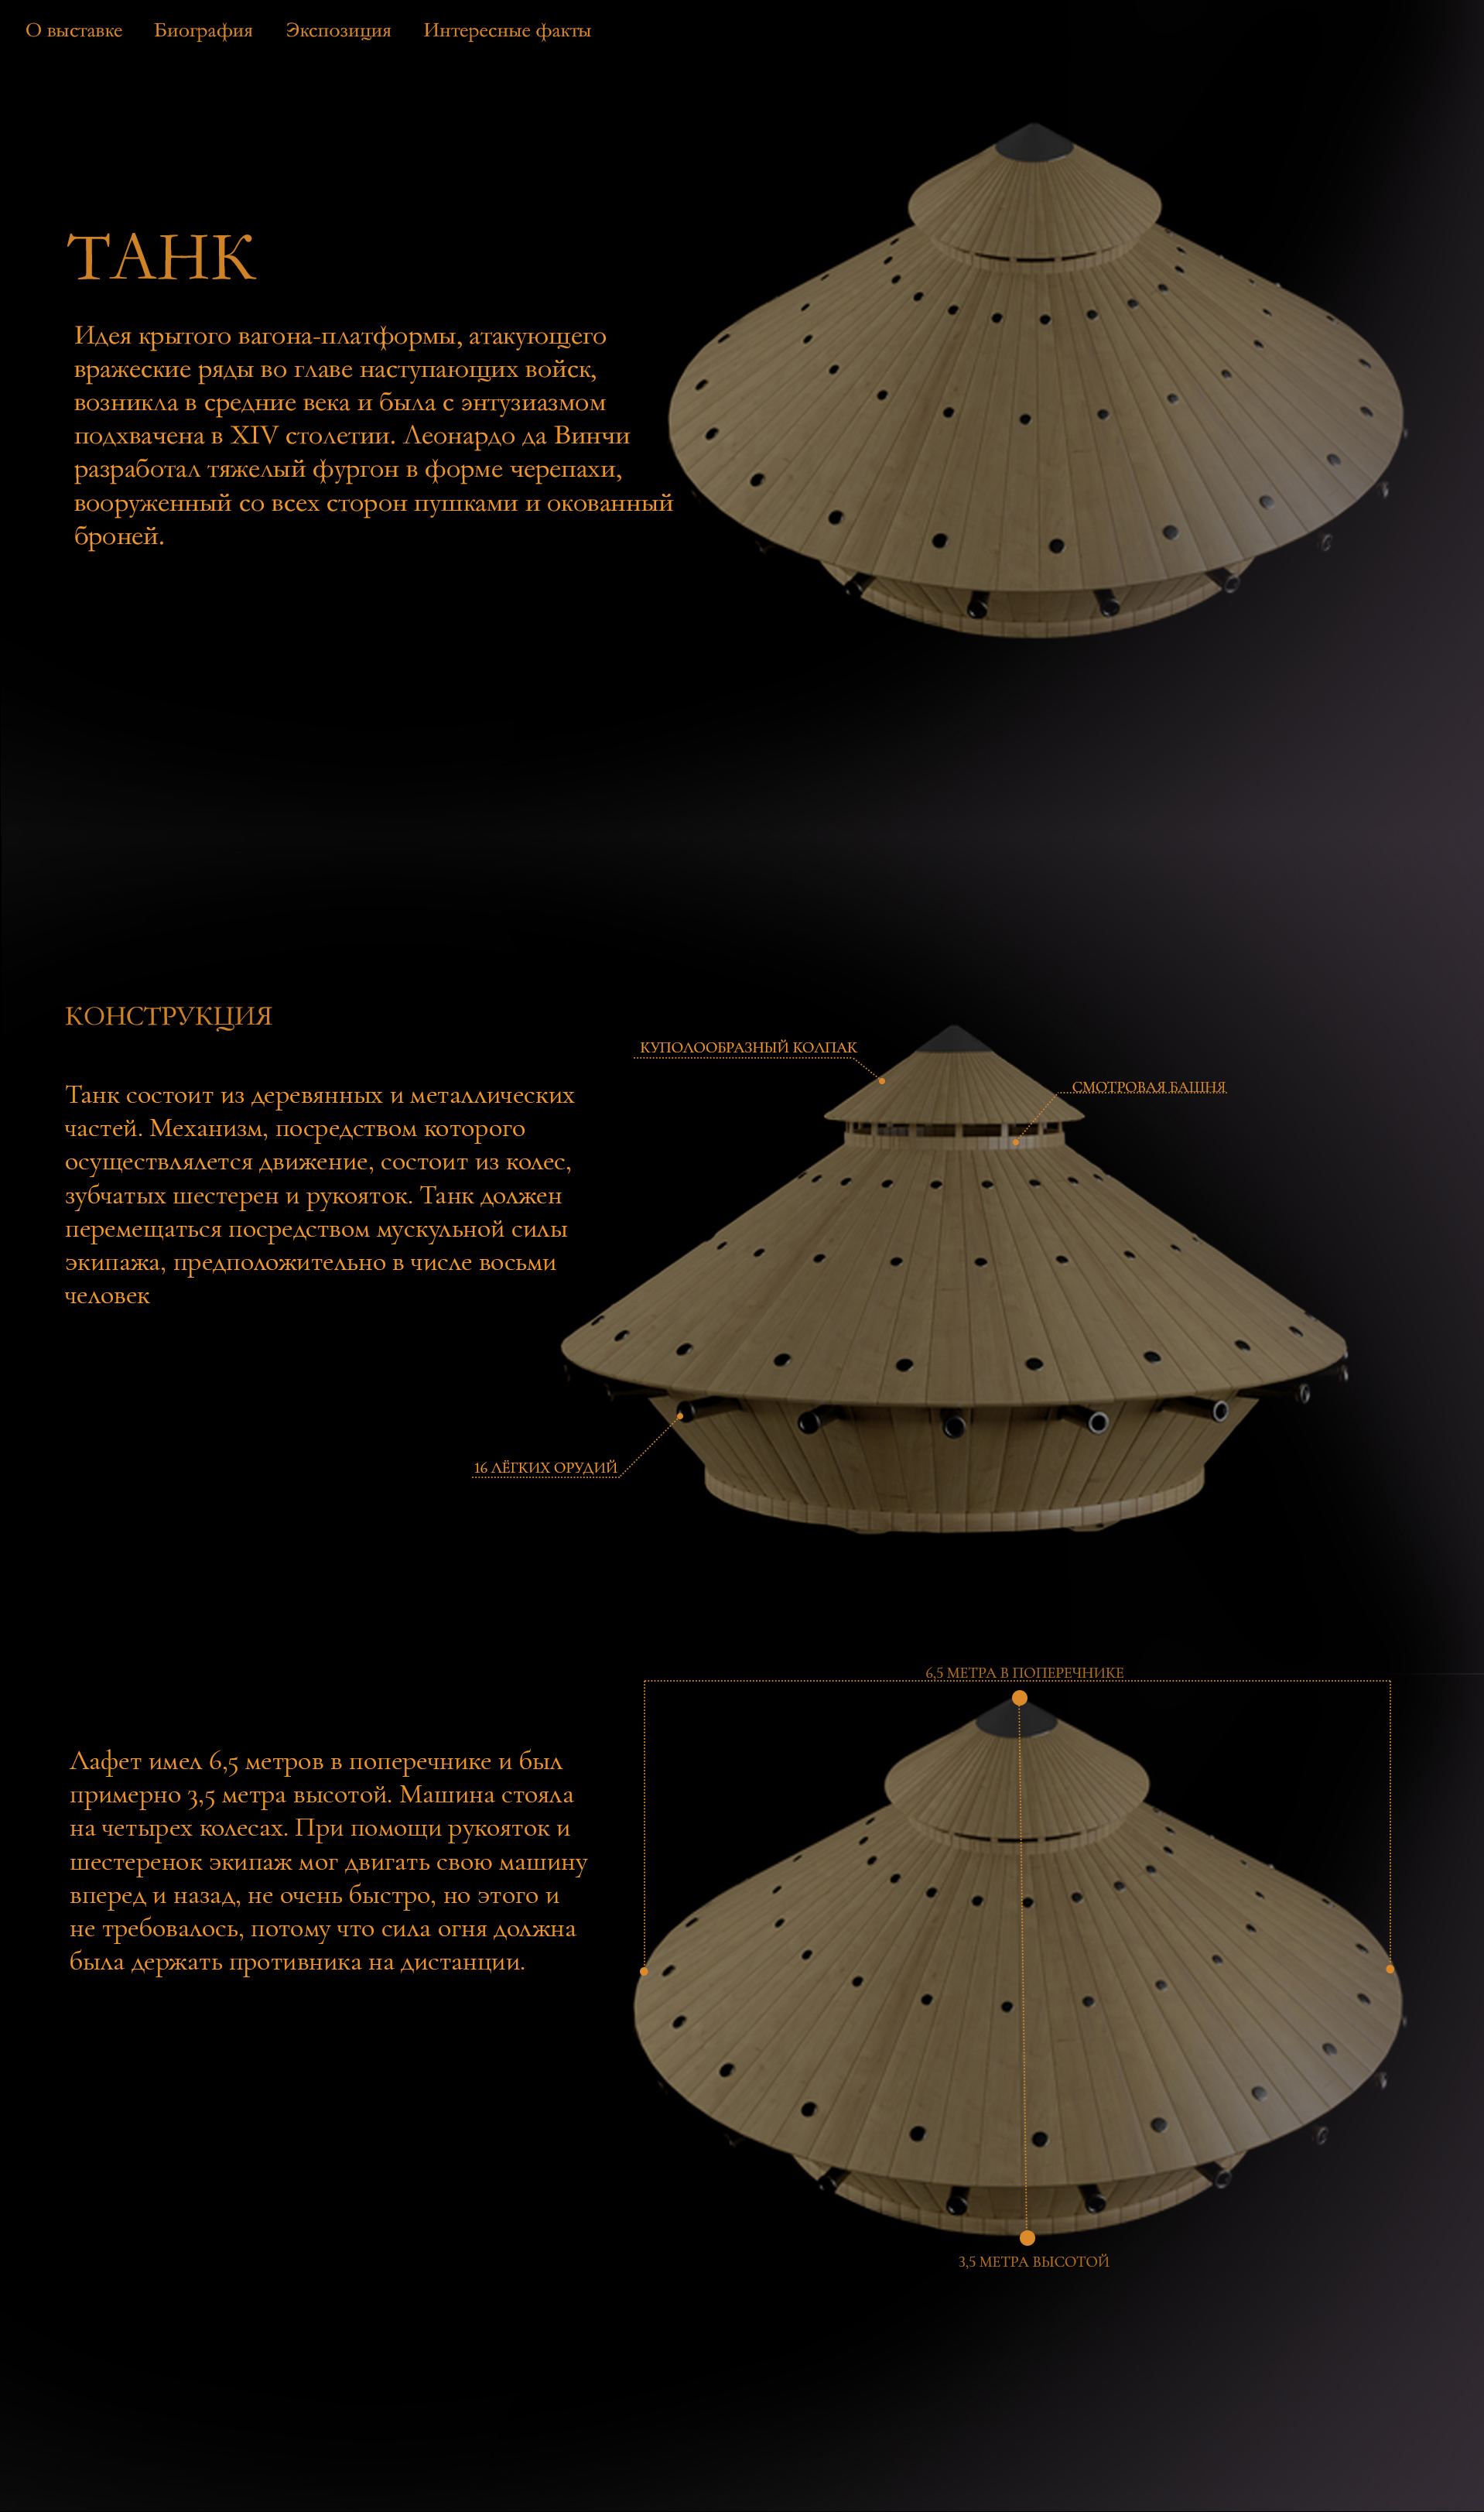 О выставке Биография Экспозиция Интересные факты
ТАНК
Идея крытого вагона-платформы, атакующего
вражеские ряды во главе наступающих войск,
возникла в средние века и была с энтузиазмом
подхвачена в XIV столетии. Леонардо да Винчи
разработал тяжелый фургон в форме черепахи,
вооруженный со всех сторон пушками и окованный
броней.
КОНСТРУКЦИЯ
КУПОЛООБРАЗНЫЙ КОЛПАК
СМОТРОВАЯ БАШНЯ
Танк состоит из деревянных и металлических
частей. Механизм, посредством которого
осуществлялется движение, состоит из колес,
зубчатых шестерен и рукояток. Танк должен
перемещаться посредством мускульной силы
экипажа, предположительно в числе восьми
человек
16 ЛЁГКИХ ОРУДИЙ
6,5 МЕТРА В ПОПЕРЕЧНИКЕ
Лафет имел 6,5 метров в поперечнике и был
примерно 3,5 метра высотой. Машина стояла
на четырех колесах. При помощи рукояток и
шестеренок экипаж мог двигать свою машину
вперед и назад, не очень быстро, но этого и
не требовалось, потому что сила огня должна
была держать противника на дистанции.
3,5 МЕТРА ВЫСОТОЙ